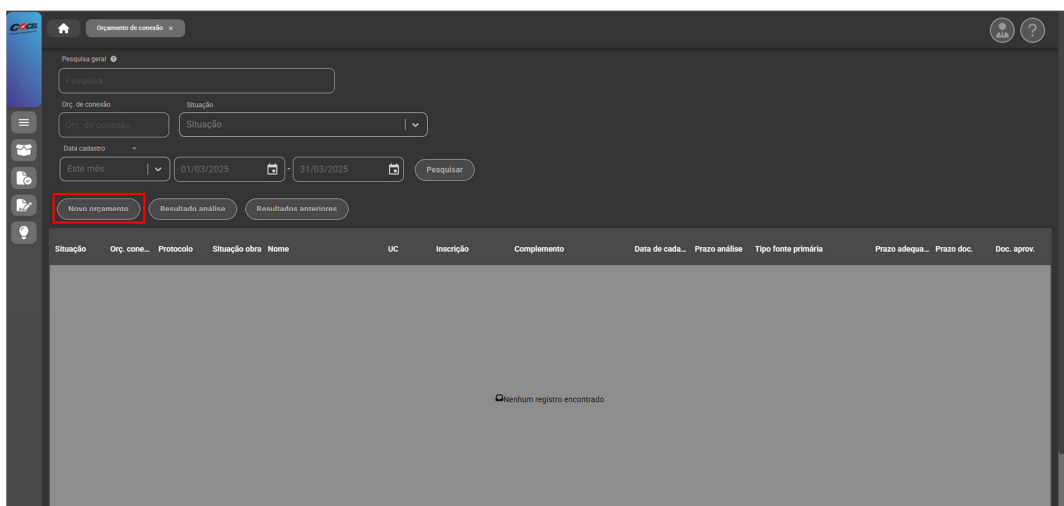 COCEL
Orçamento de conexão ×
?
Pesquisa geral ?
Pesquisa
Orç. de conexão Situação
Orç. de conexão Situação
Data cadastro
Este mês 01/03/2025 - 31/03/2025 Pesquisar
Novo orçamento Resultado análise Resultados anteriores
Situação Orç. cone... Protocolo Situação obra Nome UC Inscrição Complemento Data de cada... Prazo análise Tipo fonte primária Prazo adequa... Prazo doc. Doc. aprov.
Nenhum registro encontrado